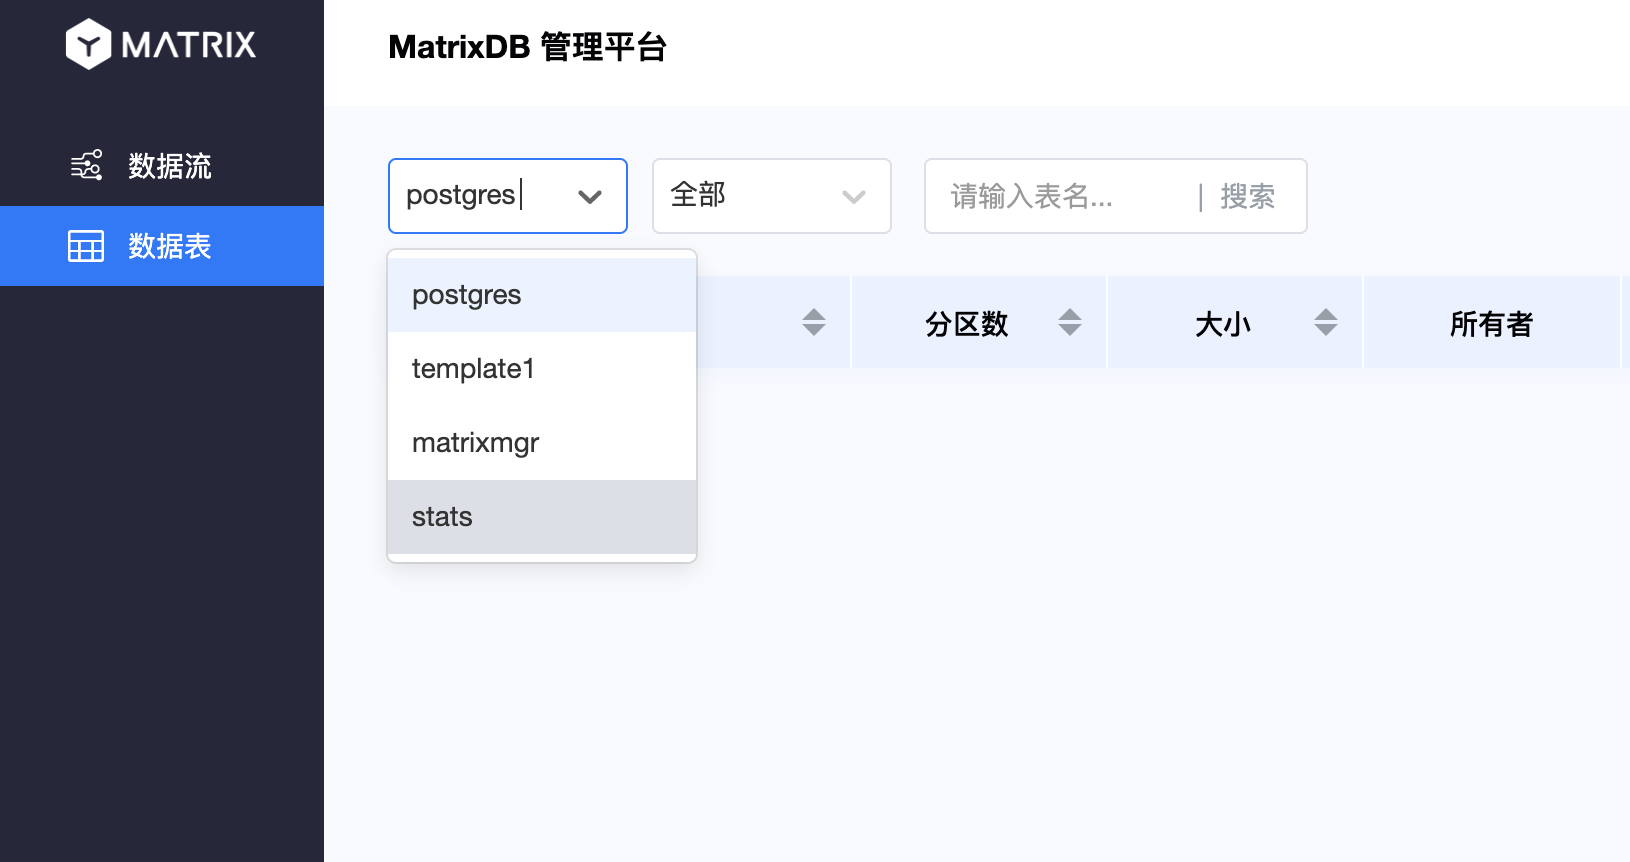 MATRIX
MatrixDB 管理平台
数据流
数据表
postgres
全部
请输入表名... | 搜索
postgres
template1
matrixmgr
stats
分区数
大小
所有者